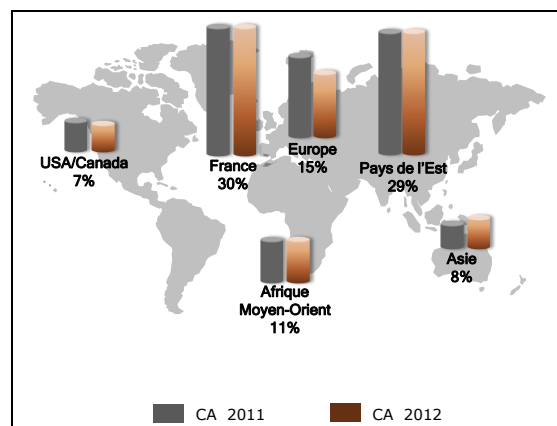 USA/Canada
7%
France
30%
Europe
15%
Pays de l'Est
29%
Afrique
Moyen-Orient
11%
Asie
8%
CA 2011
CA 2012